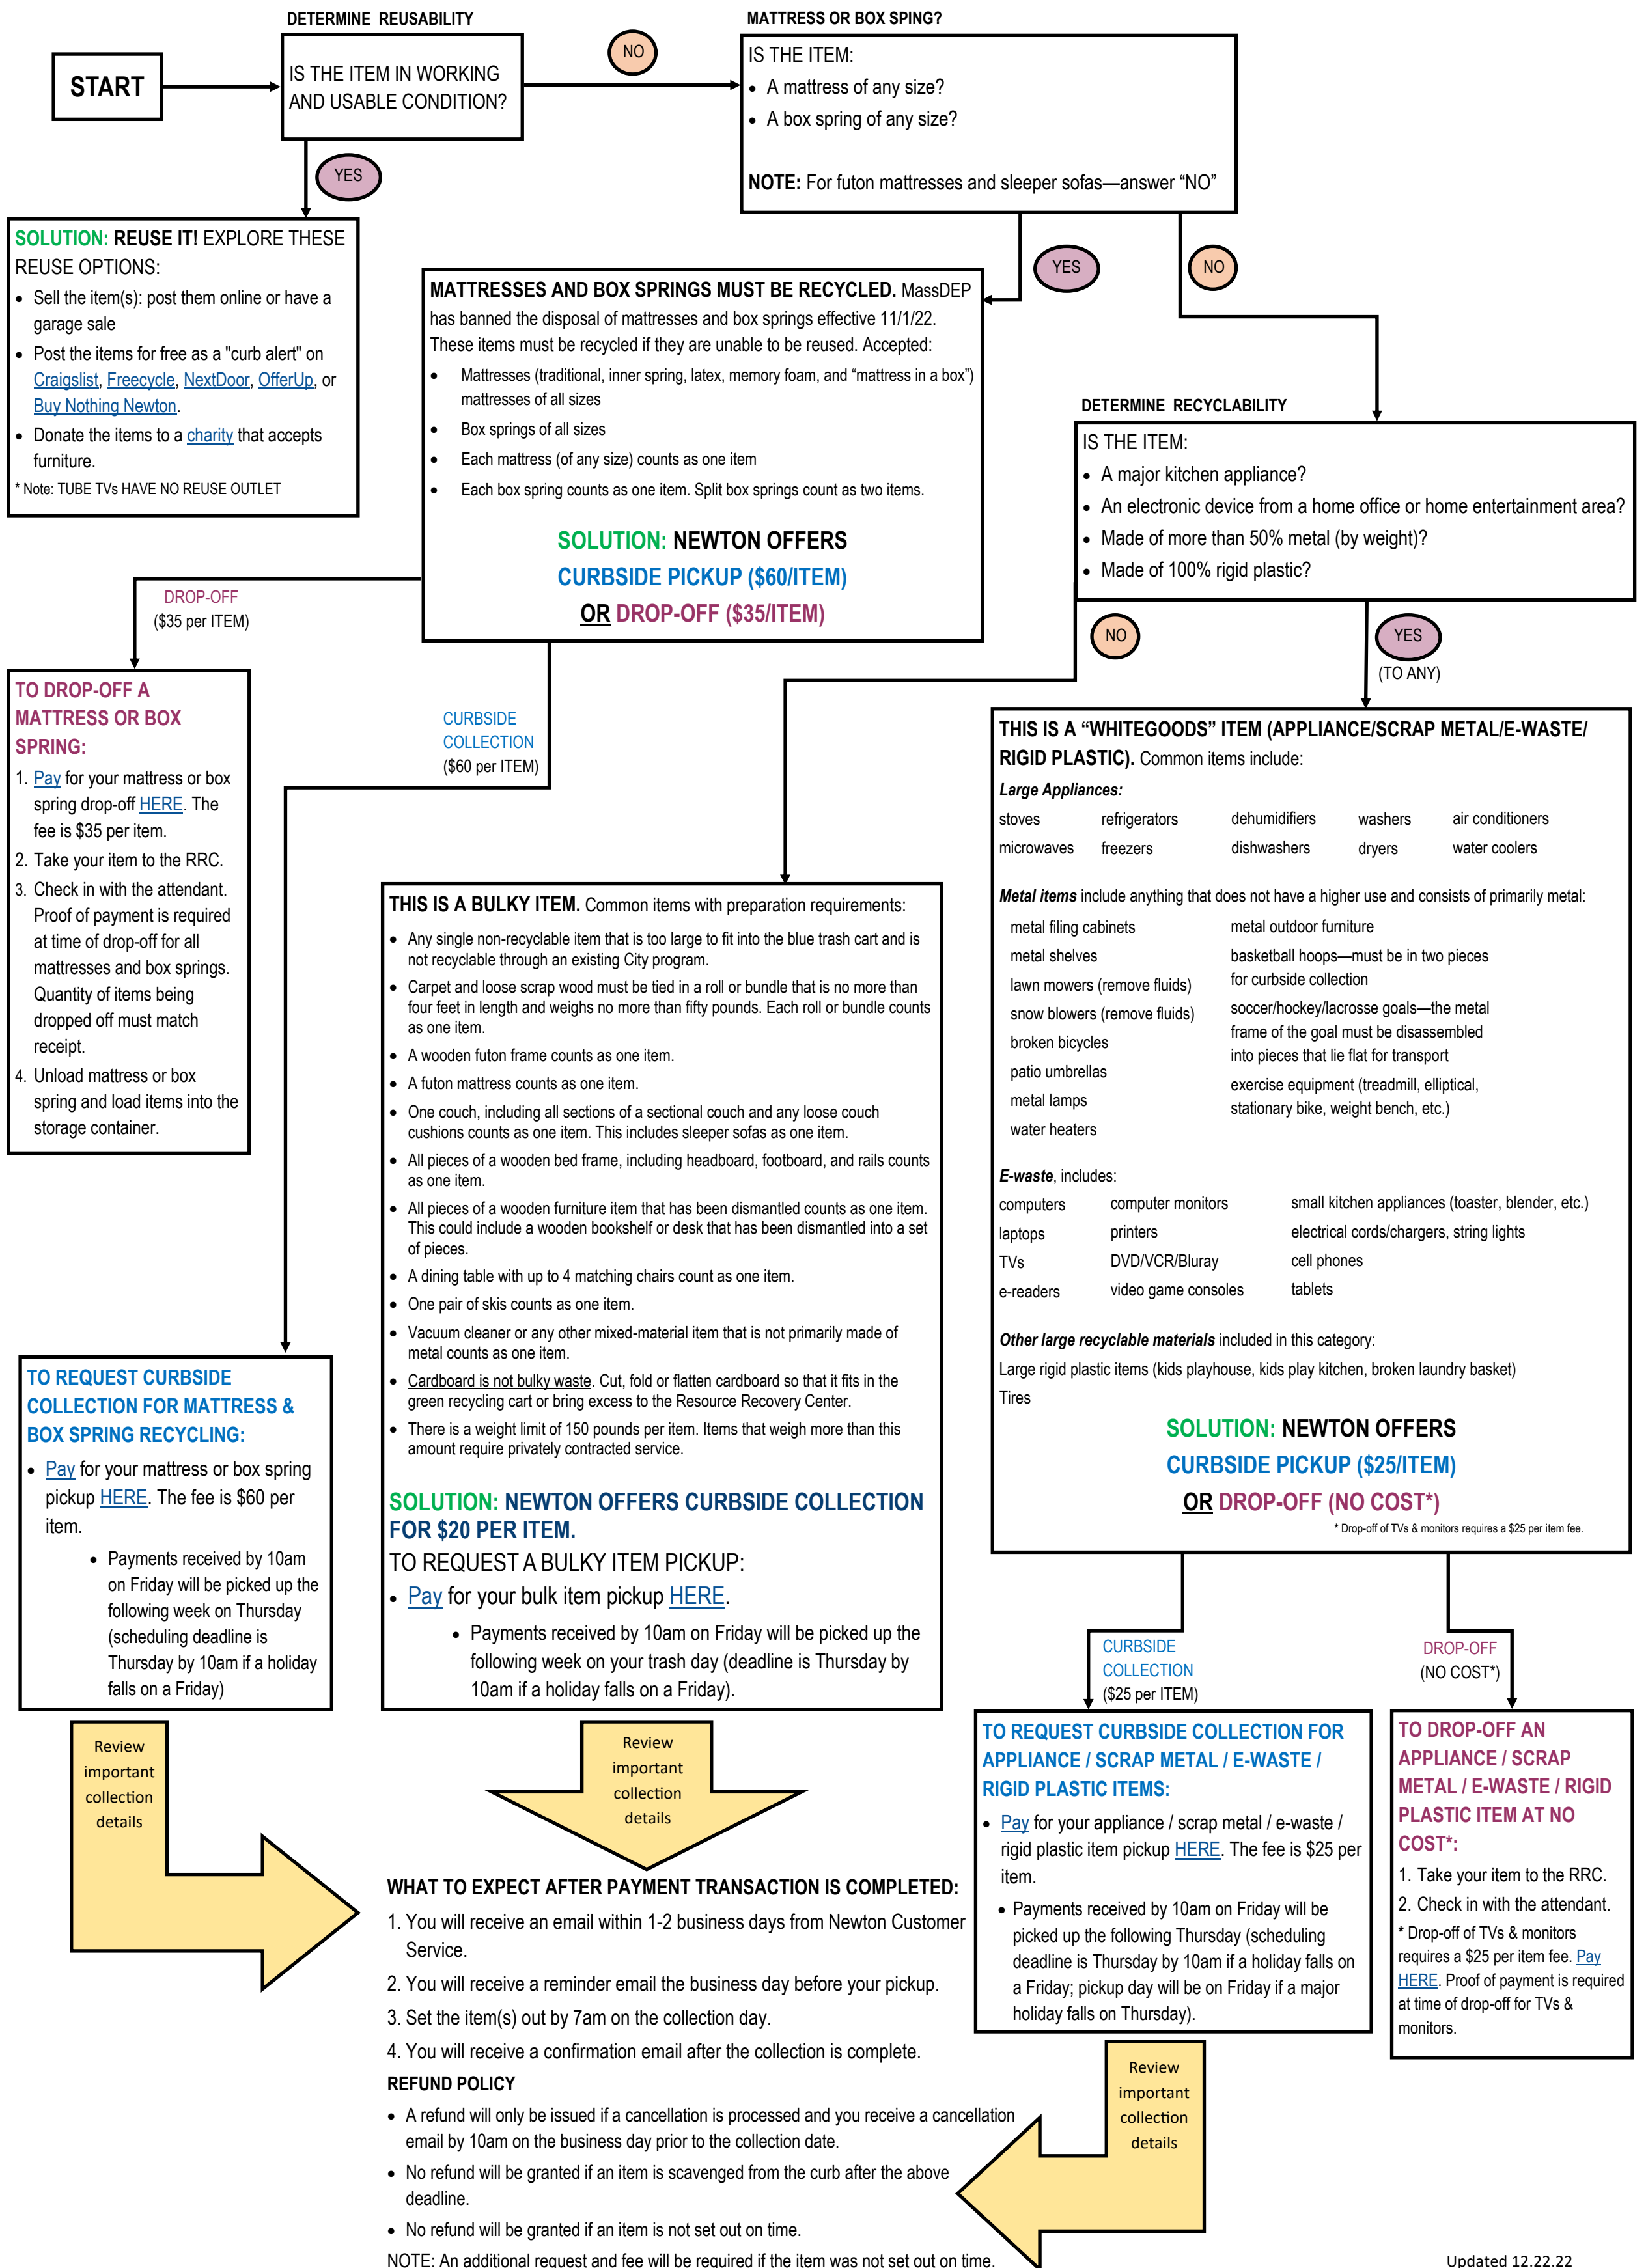 DETERMINE REUSABILITY
MATTRESS OR BOX SPING?
START
IS THE ITEM IN WORKING
AND USABLE CONDITION?
NO
IS THE ITEM:
• A mattress of any size?
• A box spring of any size?
NOTE: For futon mattresses and sleeper sofas—answer “NO”
YES
SOLUTION: REUSE IT! EXPLORE THESE
REUSE OPTIONS:
• Sell the item(s): post them online or have a
garage sale
• Post the items for free as a "curb alert" on
Craigslist, Freecycle, NextDoor, OfferUp, or
Buy Nothing Newton.
• Donate the items to a charity that accepts
furniture.
* Note: TUBE TVs HAVE NO REUSE OUTLET
YES
NO
MATTRESSES AND BOX SPRINGS MUST BE RECYCLED. MassDEP
has banned the disposal of mattresses and box springs effective 11/1/22.
These items must be recycled if they are unable to be reused. Accepted:
• Mattresses (traditional, inner spring, latex, memory foam, and “mattress in a box”)
mattresses of all sizes
• Box springs of all sizes
• Each mattress (of any size) counts as one item
• Each box spring counts as one item. Split box springs count as two items.
SOLUTION: NEWTON OFFERS
CURBSIDE PICKUP ($60/ITEM)
OR DROP-OFF ($35/ITEM)
DETERMINE RECYCLABILITY
IS THE ITEM:
• A major kitchen appliance?
• An electronic device from a home office or home entertainment area?
• Made of more than 50% metal (by weight)?
• Made of 100% rigid plastic?
DROP-OFF
($35 per ITEM)
NO
YES
(TO ANY)
TO DROP-OFF A
MATTRESS OR BOX
SPRING:
1. Pay for your mattress or box
spring drop-off HERE. The
fee is $35 per item.
2. Take your item to the RRC.
3. Check in with the attendant.
Proof of payment is required
at time of drop-off for all
mattresses and box springs.
Quantity of items being
dropped off must match
receipt.
4. Unload mattress or box
spring and load items into the
storage container.
CURBSIDE
COLLECTION
($60 per ITEM)
THIS IS A “WHITEGOODS” ITEM (APPLIANCE/SCRAP METAL/E-WASTE/
RIGID PLASTIC). Common items include:
Large Appliances:
stoves refrigerators dehumidifiers washers air conditioners
microwaves freezers dishwashers dryers water coolers
Metal items include anything that does not have a higher use and consists of primarily metal:
metal filing cabinets
metal shelves
lawn mowers (remove fluids)
snow blowers (remove fluids)
broken bicycles
patio umbrellas
metal lamps
water heaters
metal outdoor furniture
basketball hoops—must be in two pieces
for curbside collection
soccer/hockey/lacrosse goals—the metal
frame of the goal must be disassembled
into pieces that lie flat for transport
exercise equipment (treadmill, elliptical,
stationary bike, weight bench, etc.)
E-waste, includes:
computers computer monitors small kitchen appliances (toaster, blender, etc.)
laptops printers electrical cords/chargers, string lights
TVs DVD/VCR/Bluray cell phones
e-readers video game consoles tablets
Other large recyclable materials included in this category:
Large rigid plastic items (kids playhouse, kids play kitchen, broken laundry basket)
Tires
SOLUTION: NEWTON OFFERS
CURBSIDE PICKUP ($25/ITEM)
OR DROP-OFF (NO COST*)
* Drop-off of TVs & monitors requires a $25 per item fee.
THIS IS A BULKY ITEM. Common items with preparation requirements:
• Any single non-recyclable item that is too large to fit into the blue trash cart and is
not recyclable through an existing City program.
• Carpet and loose scrap wood must be tied in a roll or bundle that is no more than
four feet in length and weighs no more than fifty pounds. Each roll or bundle counts
as one item.
• A wooden futon frame counts as one item.
• A futon mattress counts as one item.
• One couch, including all sections of a sectional couch and any loose couch
cushions counts as one item. This includes sleeper sofas as one item.
• All pieces of a wooden bed frame, including headboard, footboard, and rails counts
as one item.
• All pieces of a wooden furniture item that has been dismantled counts as one item.
This could include a wooden bookshelf or desk that has been dismantled into a set
of pieces.
• A dining table with up to 4 matching chairs count as one item.
• One pair of skis counts as one item.
• Vacuum cleaner or any other mixed-material item that is not primarily made of
metal counts as one item.
• Cardboard is not bulky waste. Cut, fold or flatten cardboard so that it fits in the
green recycling cart or bring excess to the Resource Recovery Center.
• There is a weight limit of 150 pounds per item. Items that weigh more than this
amount require privately contracted service.
SOLUTION: NEWTON OFFERS CURBSIDE COLLECTION
FOR $20 PER ITEM.
TO REQUEST A BULKY ITEM PICKUP:
• Pay for your bulk item pickup HERE.
• Payments received by 10am on Friday will be picked up the
following week on your trash day (deadline is Thursday by
10am if a holiday falls on a Friday).
TO REQUEST CURBSIDE
COLLECTION FOR MATTRESS &
BOX SPRING RECYCLING:
• Pay for your mattress or box spring
pickup HERE. The fee is $60 per
item.
• Payments received by 10am
on Friday will be picked up the
following week on Thursday
(scheduling deadline is
Thursday by 10am if a holiday
falls on a Friday)
CURBSIDE
COLLECTION
($25 per ITEM)
DROP-OFF
(NO COST*)
Review
important
collection
details
Review
important
collection
details
TO REQUEST CURBSIDE COLLECTION FOR
APPLIANCE / SCRAP METAL / E-WASTE /
RIGID PLASTIC ITEMS:
• Pay for your appliance / scrap metal / e-waste /
rigid plastic item pickup HERE. The fee is $25 per
item.
• Payments received by 10am on Friday will be
picked up the following Thursday (scheduling
deadline is Thursday by 10am if a holiday falls on
a Friday; pickup day will be on Friday if a major
holiday falls on Thursday).
TO DROP-OFF AN
APPLIANCE / SCRAP
METAL / E-WASTE / RIGID
PLASTIC ITEM AT NO
COST*:
1. Take your item to the RRC.
2. Check in with the attendant.
* Drop-off of TVs & monitors
requires a $25 per item fee. Pay
HERE. Proof of payment is required
at time of drop-off for TVs &
monitors.
WHAT TO EXPECT AFTER PAYMENT TRANSACTION IS COMPLETED:
1. You will receive an email within 1-2 business days from Newton Customer
Service.
2. You will receive a reminder email the business day before your pickup.
3. Set the item(s) out by 7am on the collection day.
4. You will receive a confirmation email after the collection is complete.
REFUND POLICY
• A refund will only be issued if a cancellation is processed and you receive a cancellation
email by 10am on the business day prior to the collection date.
• No refund will be granted if an item is scavenged from the curb after the above
deadline.
• No refund will be granted if an item is not set out on time.
NOTE: An additional request and fee will be required if the item was not set out on time.
Review
important
collection
details
Updated 12.22.22